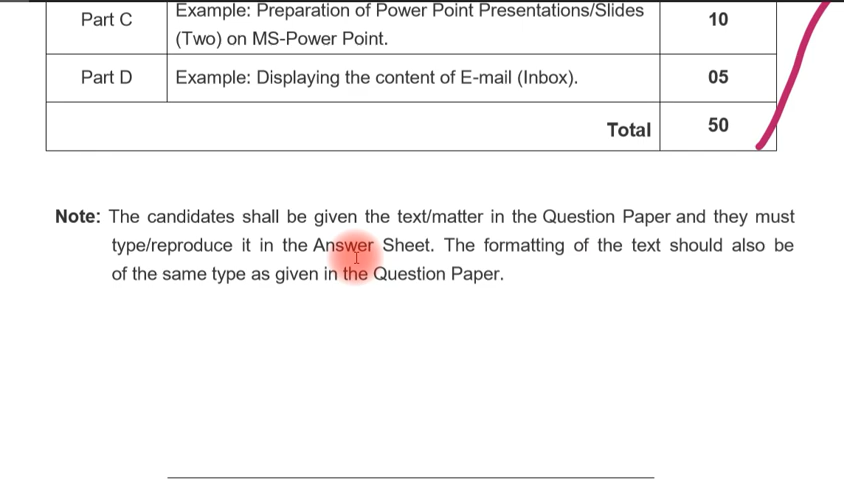 Part C
Example: Preparation of Power Point Presentations/Slides
(Two) on MS-Power Point.
10
Part D
Example: Displaying the content of E-mail (Inbox).
05
Total
50
Note: The candidates shall be given the text/matter in the Question Paper and they must
type/reproduce it in the Answer Sheet. The formatting of the text should also be
of the same type as given in the Question Paper.